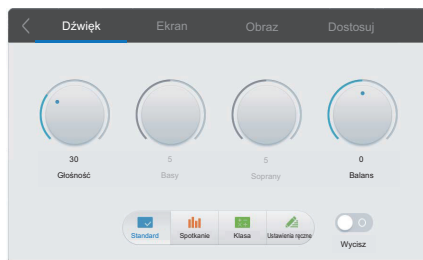 Dźwięk Ekran Obraz Dostosuj
30 5 5 0
Głośność Basy Soprany Balans
Standard Spotkanie Klasa Ustawienia ręczne
Wycisz